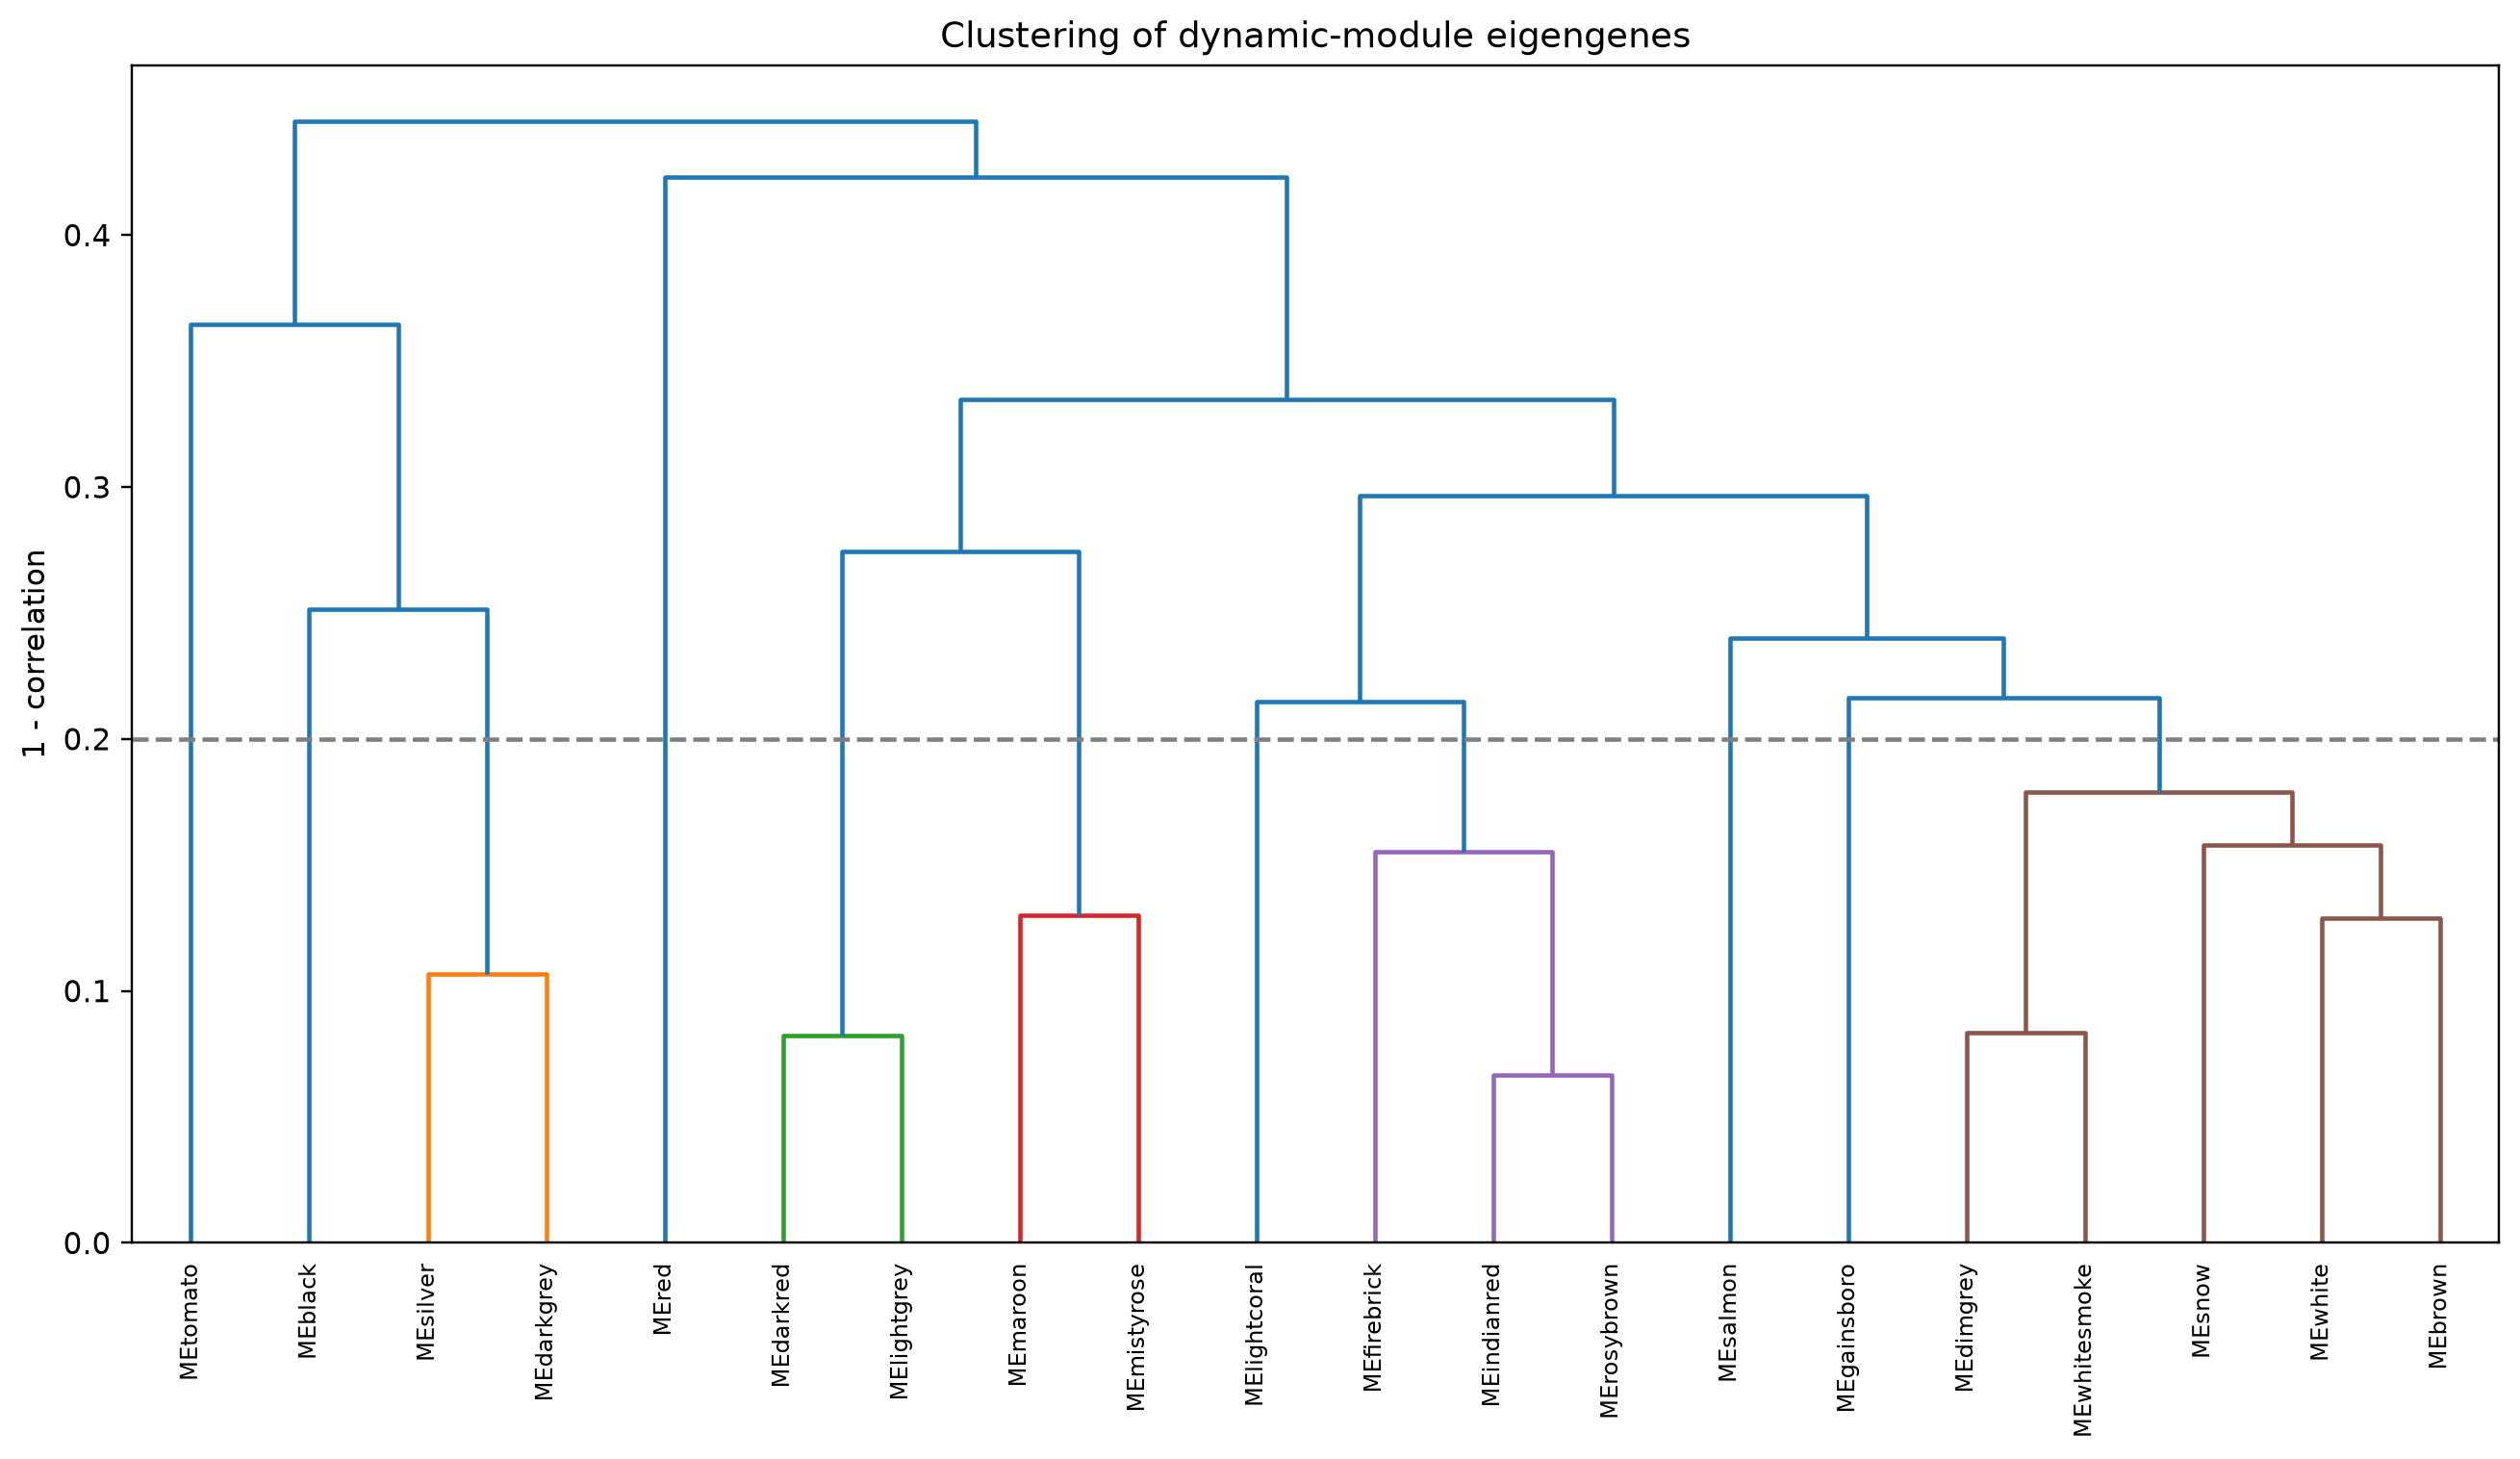 Clustering of dynamic-module eigengenes
1 - correlation
0.4
0.3
0.2
0.1
0.0
MEtomato
MEblack
MEsilver
MEdarkgrey
MEred
MEdarkred
MElightgrey
MEmaroon
MEmistyrose
MElightcoral
MEfirebrick
MEindianred
MErosybrown
MEsalmon
MEgainsboro
MEdimgrey
MEwhitesmoke
MEsnow
MEwhite
MEbrown